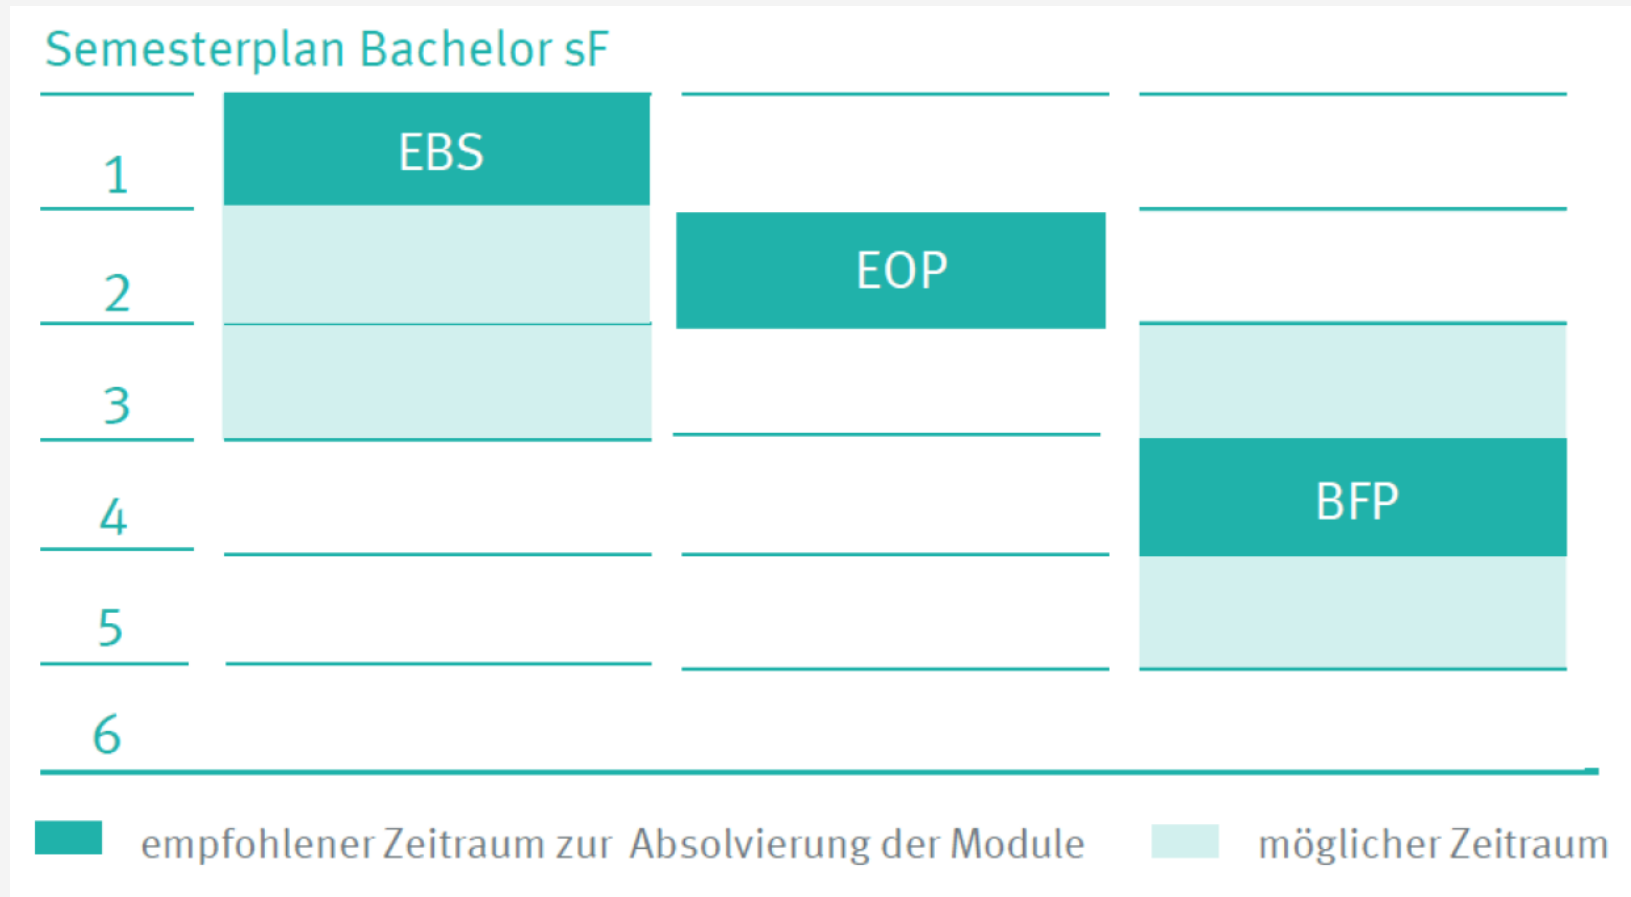 Semesterplan Bachelor sF
1
EBS
2
EOP
3
4
BFP
5
6
empfohlener Zeitraum zur Absolvierung der Module
möglicher Zeitraum